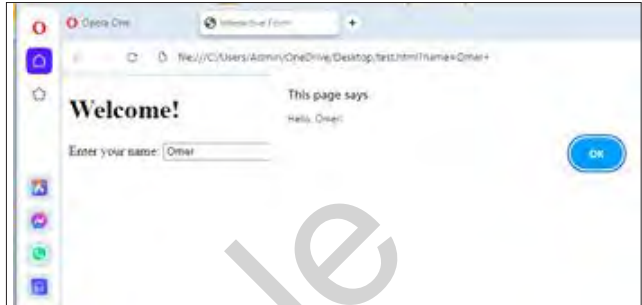 Opera One
Interactive Form
file:///C:/Users/Admin/OneDrive/Desktop/test.html?name=Omer+
This page says
Hello, Omer!
OK
Welcome!
Enter your name: Omer